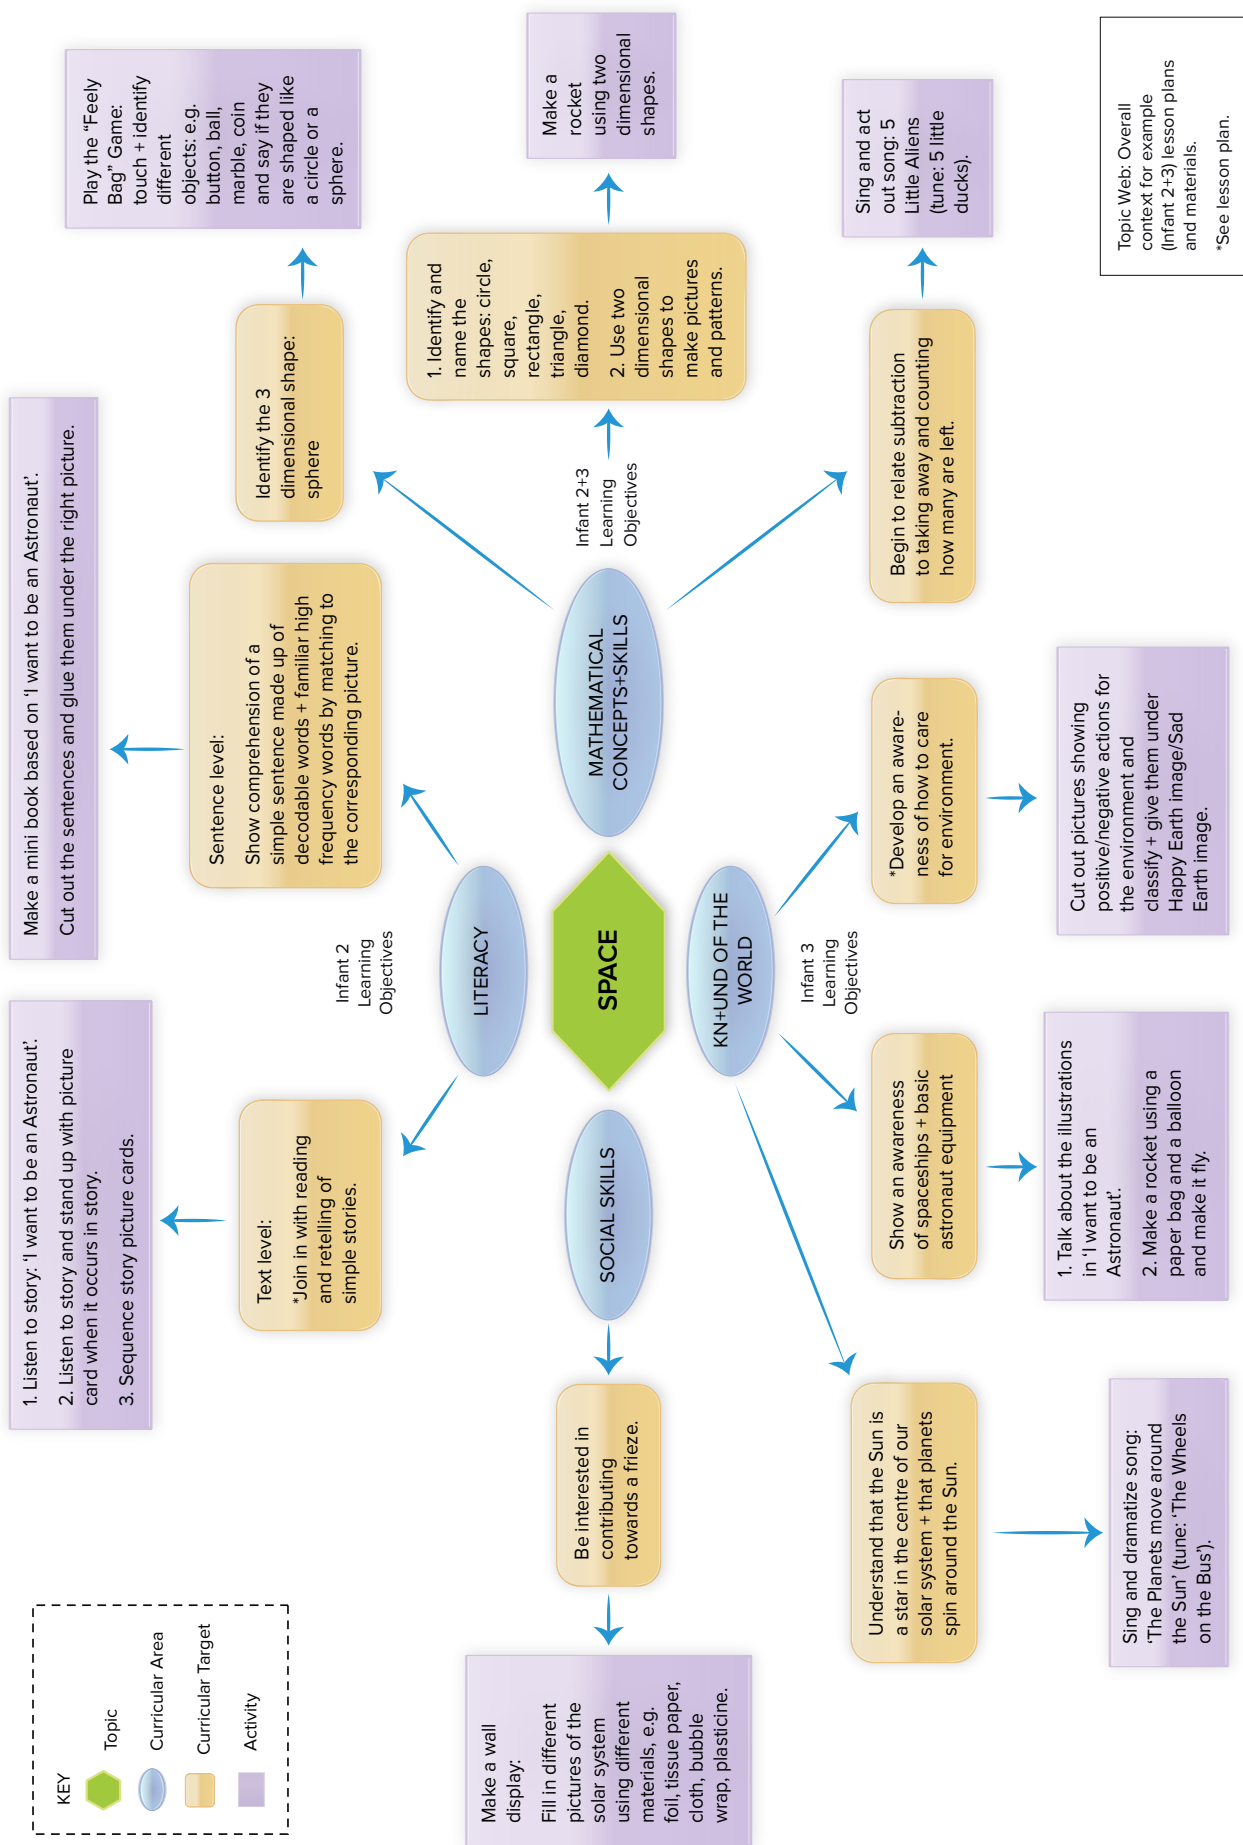 KEY
Topic
Curricular Area
Curricular Target
Activity
1. Listen to story: ‘I want to be an Astronaut’.
2. Listen to story and stand up with picture
card when it occurs in story.
3. Sequence story picture cards.
Make a mini book based on ‘I want to be an Astronaut’.
Cut out the sentences and glue them under the right picture.
Play the “Feely
Bag” Game:
touch + identify
different
objects: e.g.
button, ball,
marble, coin
and say if they
are shaped like
a circle or a
sphere.
Text level:
*Join in with reading
and retelling of
simple stories.
Sentence level:
Show comprehension of a
simple sentence made up of
decodable words + familiar high
frequency words by matching to
the corresponding picture.
Identify the 3
dimensional shape:
sphere
Infant 2
Learning
Objectives
LITERACY
Make a wall
display:
Fill in different
pictures of the
solar system
using different
materials, e.g.
foil, tissue paper,
cloth, bubble
wrap, plasticine.
Be interested in
contributing
towards a frieze.
SOCIAL SKILLS
SPACE
MATHEMATICAL
CONCEPTS+SKILLS
Infant 2+3
Learning
Objectives
1. Identify and
name the
shapes: circle,
square,
rectangle,
triangle,
diamond.
2. Use two
dimensional
shapes to
make pictures
and patterns.
Make a
rocket
using two
dimensional
shapes.
KN+UND OF THE
WORLD
Infant 3
Learning
Objectives
Understand that the Sun is
a star in the centre of our
solar system + that planets
spin around the Sun.
Show an awareness
of spaceships + basic
astronaut equipment
*Develop an aware-
ness of how to care
for environment.
Begin to relate subtraction
to taking away and counting
how many are left.
Sing and act
out song: 5
Little Aliens
(tune: 5 little
ducks).
Sing and dramatize song:
‘The Planets move around
the Sun’ (tune: ‘The Wheels
on the Bus’).
1. Talk about the illustrations
in ‘I want to be an
Astronaut’.
2. Make a rocket using a
paper bag and a balloon
and make it fly.
Cut out pictures showing
positive/negative actions for
the environment and
classify + give them under
Happy Earth image/Sad
Earth image.
Topic Web: Overall
context for example
(Infant 2+3) lesson plans
and materials.
*See lesson plan.